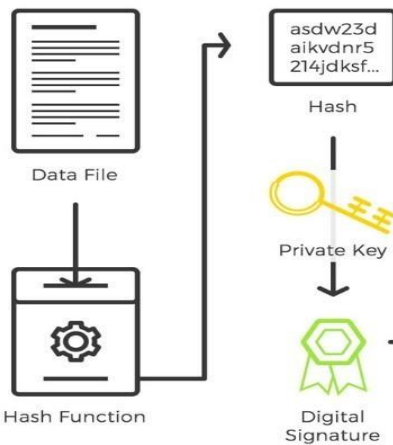 Data File
Hash Function
asdw23d
aikvdnr5
214jdksf...
Hash
Private Key
Digital
Signature